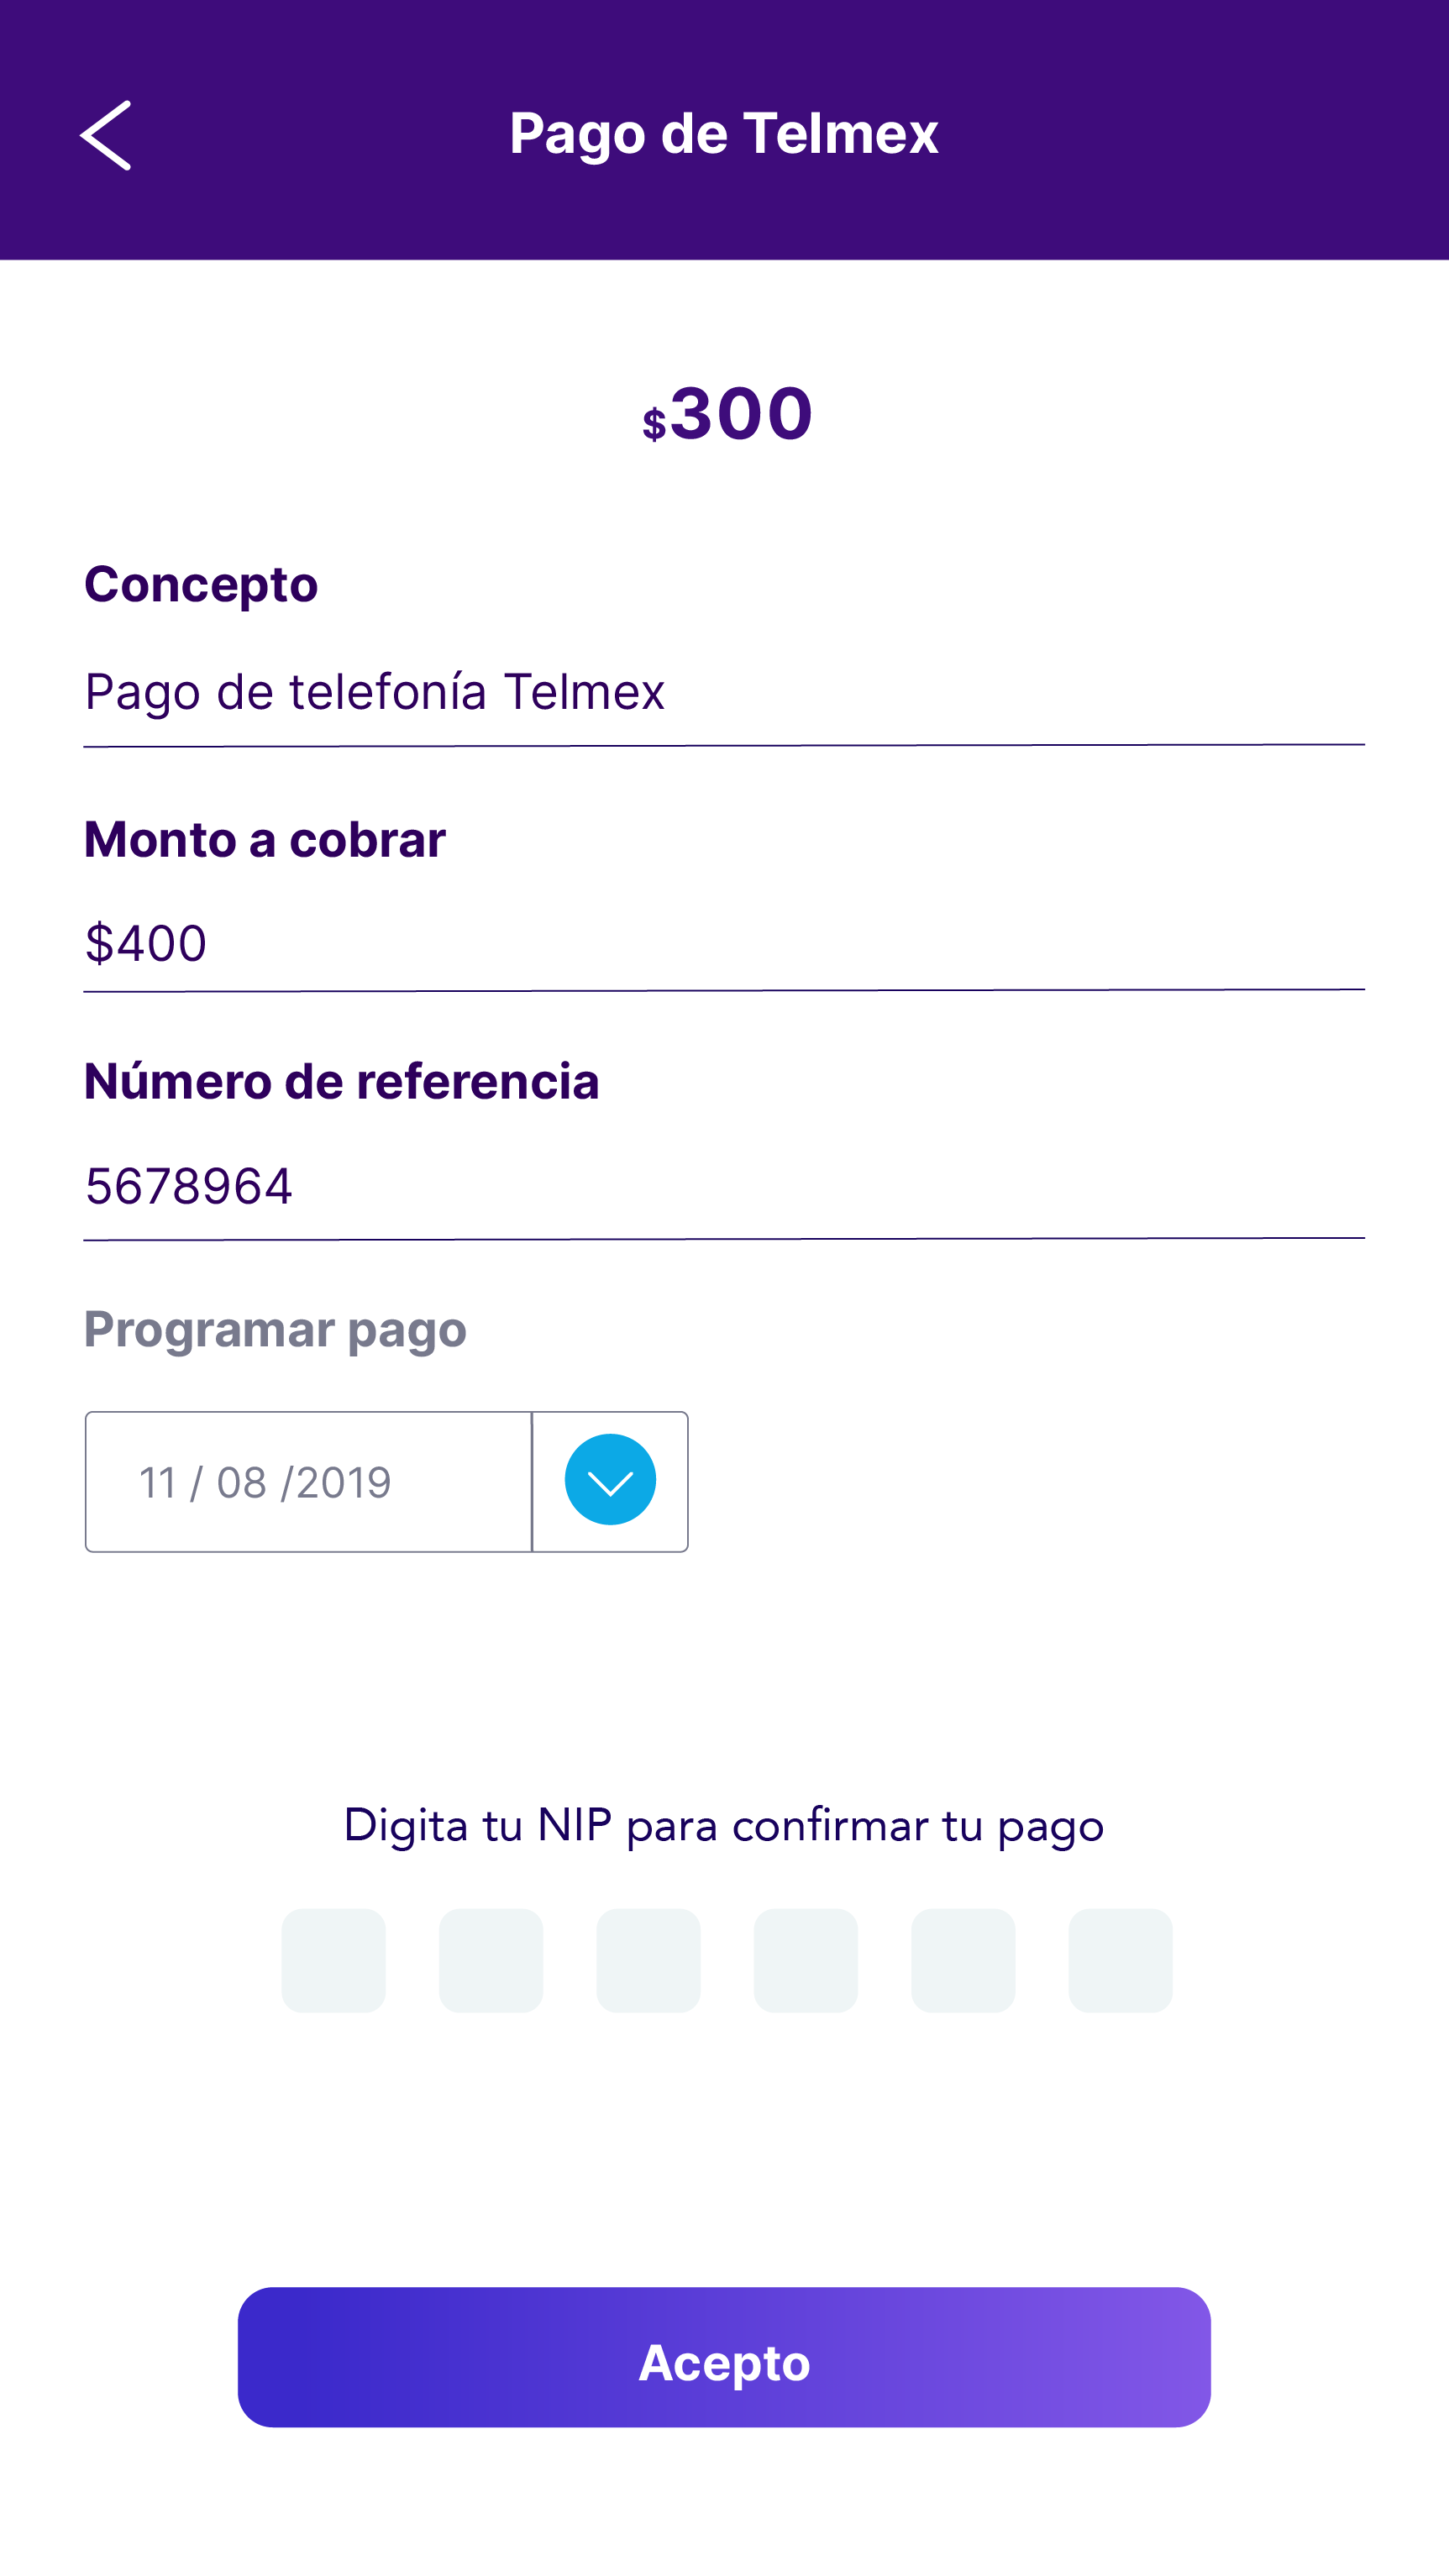 Pago de Telmex
$300
Concepto
Pago de telefonía Telmex
Monto a cobrar
$400
Número de referencia
5678964
Programar pago
11 / 08 /2019
Digita tu NIP para confirmar tu pago
Acepto